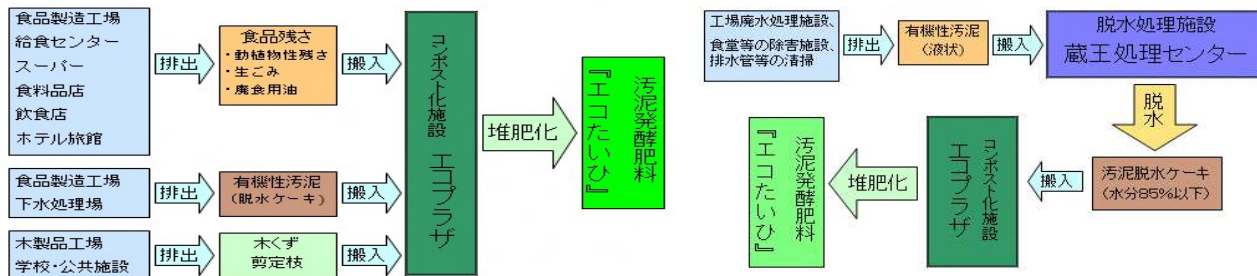 食品製造工場
給食センター
スーパー
食料品店
飲食店
ホテル旅館
排出
食品残さ
・動植物性残さ
・生ごみ
・廃食用油
搬入
食品製造工場
下水処理場
排出
有機性汚泥
(脱水ケーキ)
搬入
木製品工場
学校・公共施設
排出
木くず
剪定枝
搬入
コンポスト化施設 エコプラザ
堆肥化
汚泥発酵肥料
『エコたいひ』
工場廃水処理施設、
食堂等の除害施設、
排水管等の清掃
排出
有機性汚泥
(液状)
搬入
脱水処理施設
蔵王処理センター
脱水
汚泥脱水ケーキ
(水分85%以下)
搬入
コンポスト化施設
エコプラザ
堆肥化
汚泥発酵肥料
『エコたいひ』